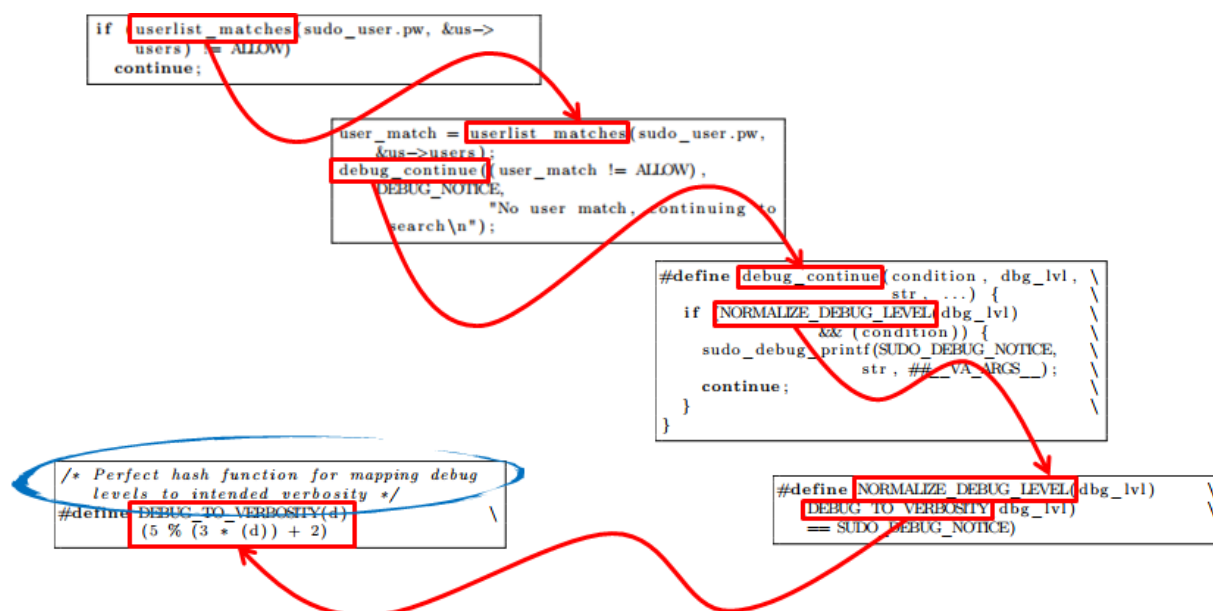 if (userlist_matches(sudo_user.pw, &us->
users) != ALLOW)
continue;
user_match = userlist_matches(sudo_user.pw,
&us->users);
debug_continue((user_match != ALLOW),
DEBUG_NOTICE,
"No user match, continuing to
search\n");
#define debug_continue(condition, dbg_lvl, \
str, ...) { \
if (NORMALIZE_DEBUG_LEVEL(dbg_lvl) \
&& (condition)) { \
sudo_debug_printf(SUDO_DEBUG_NOTICE, \
str, ##__VA_ARGS__); \
continue; \
} \
}
/* Perfect hash function for mapping debug
levels to intended verbosity */
#define DEBUG_TO_VERBOSITY(d) \
(5 % (3 * (d)) + 2)
#define NORMALIZE_DEBUG_LEVEL(dbg_lvl) \
DEBUG_TO_VERBOSITY(dbg_lvl) \
== SUDO_DEBUG_NOTICE)